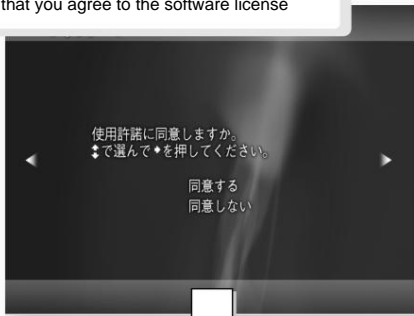 that you agree to the software license
使用許諾に同意しますか。
で選んで を押してください。
同意する
同意しない